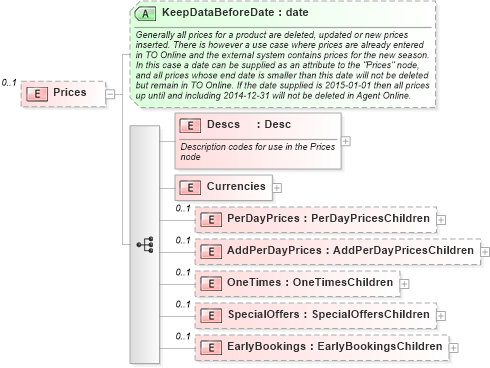 A KeepDataBeforeDate : date
Generally all prices for a product are deleted, updated or new prices
inserted. There is however a use case where prices are already entered
in TO Online and the external system contains prices for the new season.
In this case a date can be supplied as an attribute to the "Prices" node,
and all prices whose end date is smaller than this date will not be deleted
but remain in TO Online. If the date supplied is 2015-01-01 then all prices
up until and including 2014-12-31 will not be deleted in Agent Online.
0..1
E Prices
E Descs : Desc
Description codes for use in the Prices
node
E Currencies
0..1
E PerDayPrices : PerDayPricesChildren
0..1
E AddPerDayPrices : AddPerDayPricesChildren
0..1
E OneTimes : OneTimesChildren
0..1
E SpecialOffers : SpecialOffersChildren
0..1
E EarlyBookings : EarlyBookingsChildren